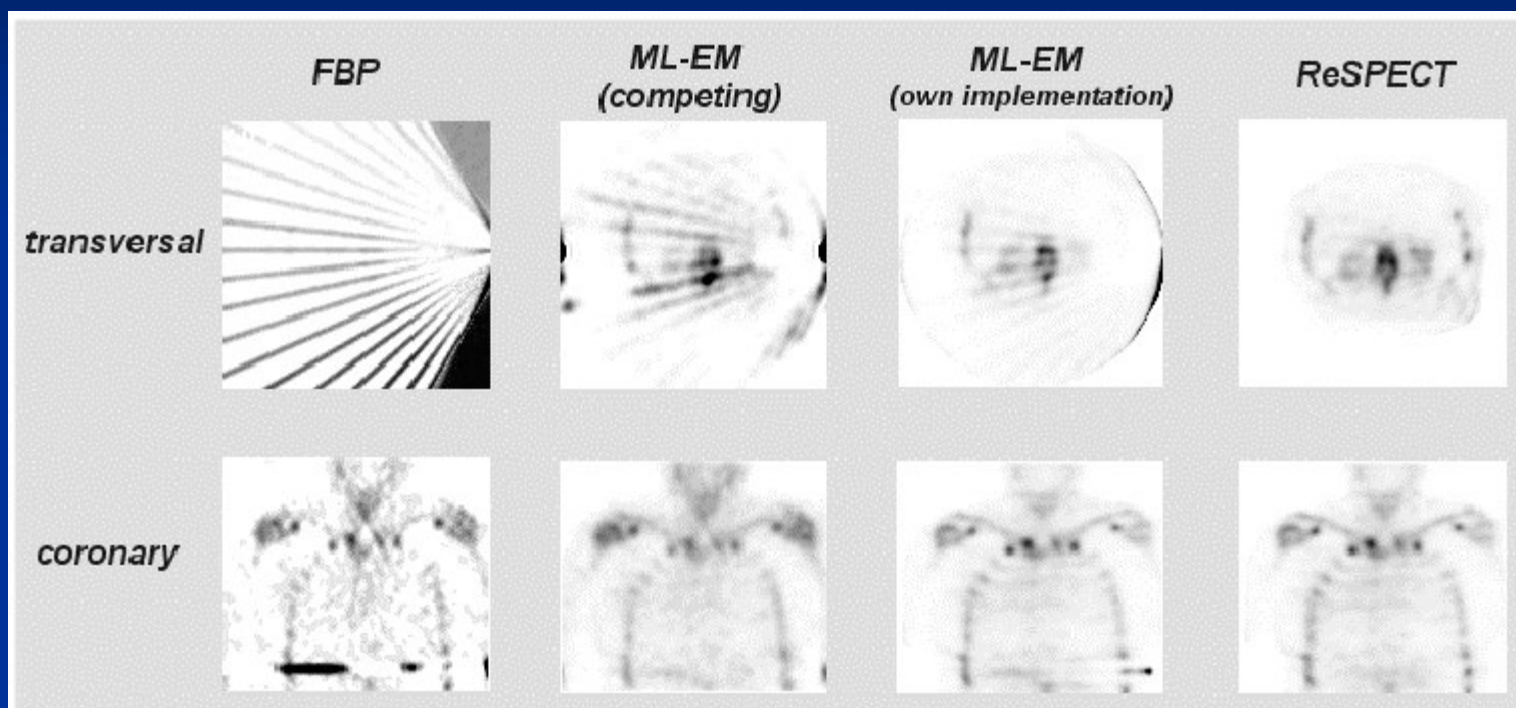 FBP
ML-EM
(competing)
ML-EM
(own implementation)
ReSPECT
transversal
coronary